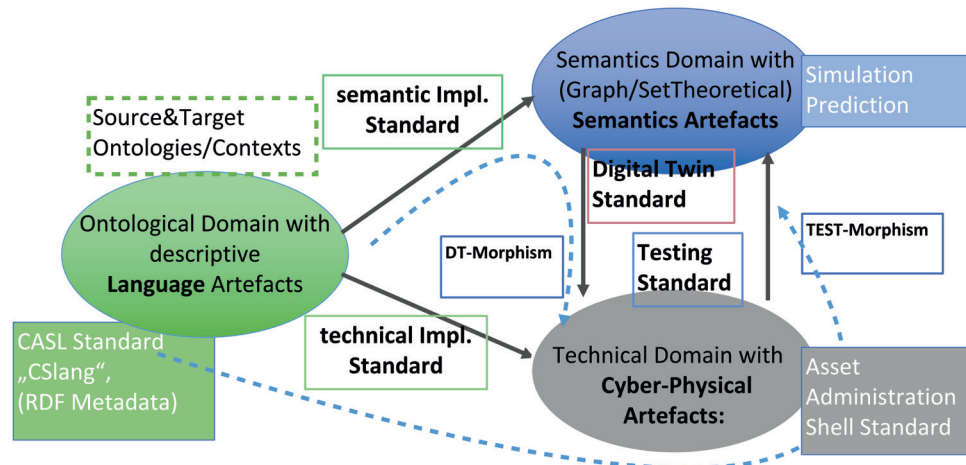 Semantics Domain with
(Graph/SetTheoretical)
Semantics Artefacts
Simulation
Prediction
semantic Impl.
Standard
Source&Target
Ontologies/Contexts
Digital Twin
Standard
Ontological Domain with
descriptive
Language Artefacts
DT-Morphism
Testing
Standard
TEST-Morphism
technical Impl.
Standard
CASL Standard
„CSlang“,
(RDF Metadata)
Technical Domain with
Cyber-Physical
Artefacts:
Asset
Administration
Shell Standard